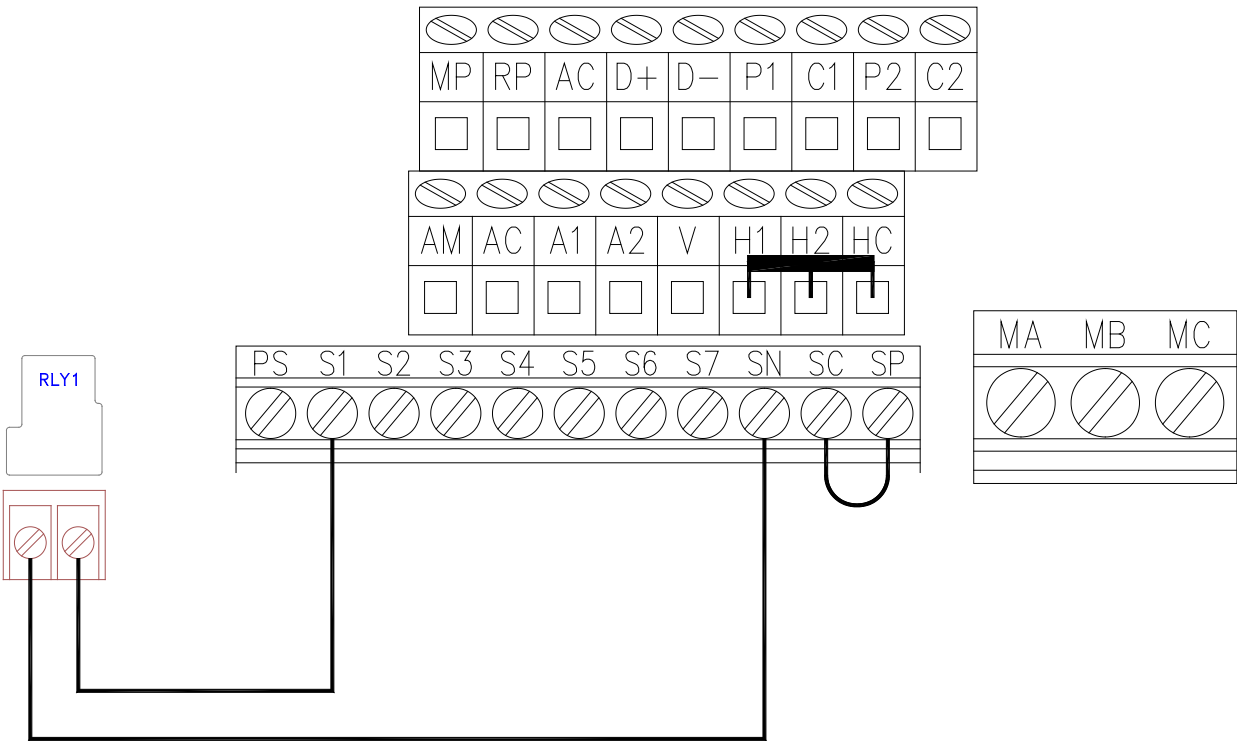 MP RP AC D+ D- P1 C1 P2 C2
AM AC A1 A2 V H1 H2 HC
MA MB MC
PS S1 S2 S3 S4 S5 S6 S7 SN SC SP
RLY1